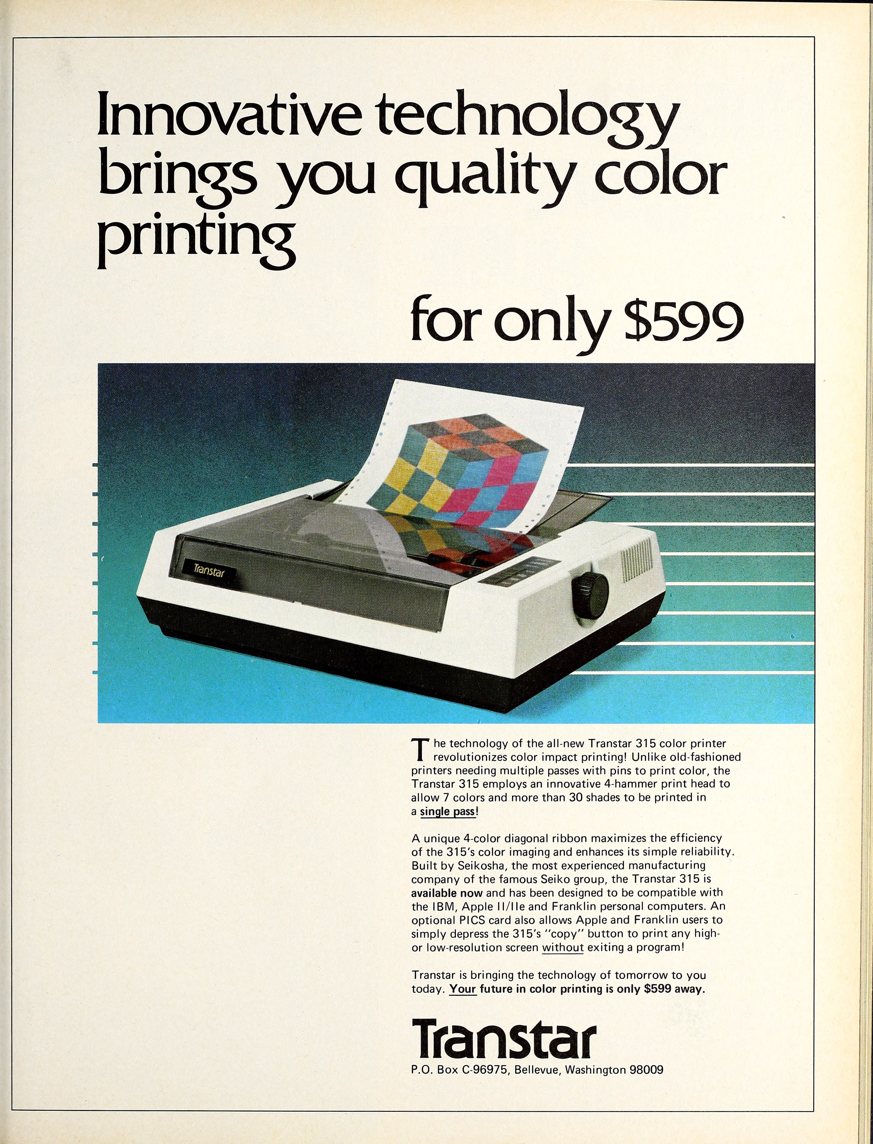 Innovative technology
brings you quality color
printing
for only $599
Transtar
The technology of the all-new Transtar 315 color printer
revolutionizes color impact printing! Unlike old-fashioned
printers needing multiple passes with pins to print color, the
Transtar 315 employs an innovative 4-hammer print head to
allow 7 colors and more than 30 shades to be printed in
a single pass!
A unique 4-color diagonal ribbon maximizes the efficiency
of the 315's color imaging and enhances its simple reliability.
Built by Seikosha, the most experienced manufacturing
company of the famous Seiko group, the Transtar 315 is
available now and has been designed to be compatible with
the IBM, Apple II/IIe and Franklin personal computers. An
optional PICS card also allows Apple and Franklin users to
simply depress the 315's "copy" button to print any high-
or low-resolution screen without exiting a program!
Transtar is bringing the technology of tomorrow to you
today. Your future in color printing is only $599 away.
Transtar
P.O. Box C-96975, Bellevue, Washington 98009